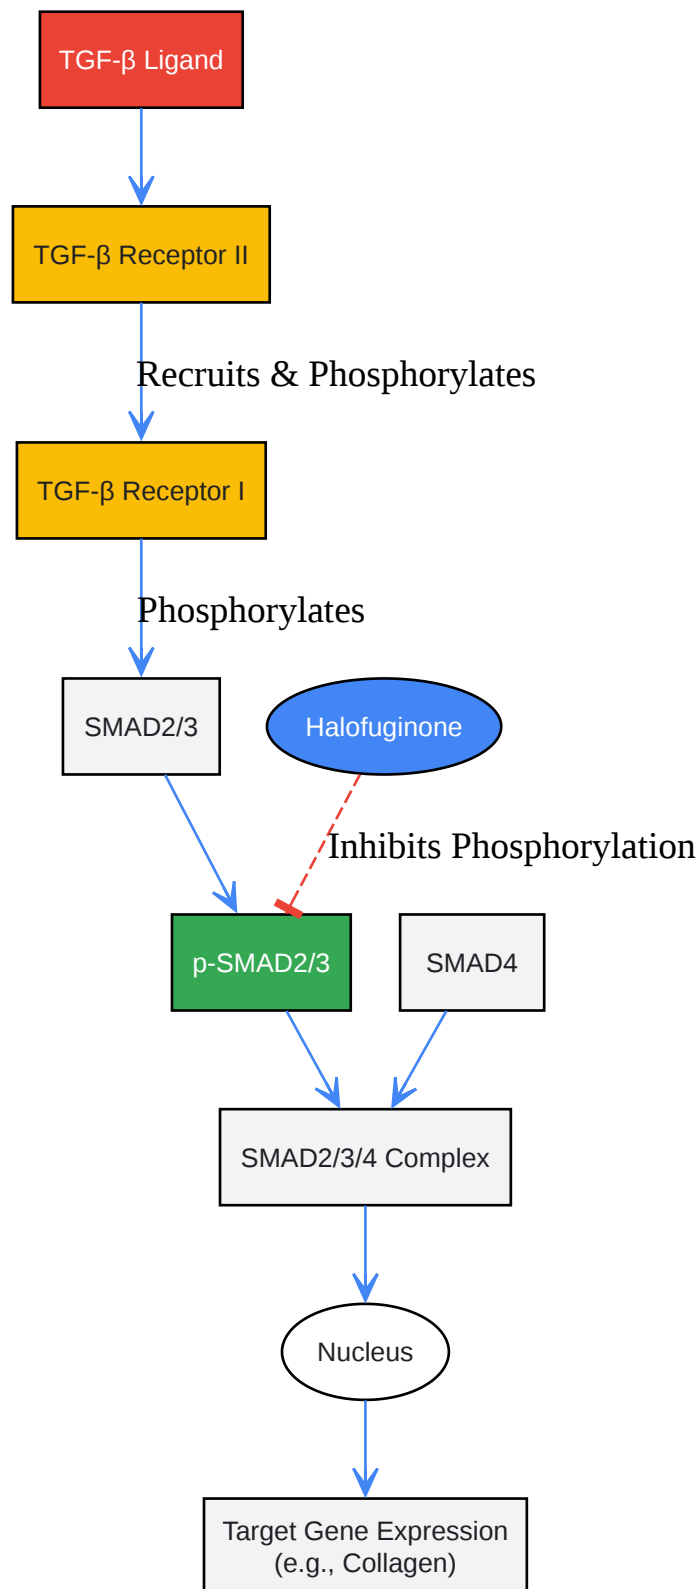 TGF-β Ligand
TGF-β Receptor II
Recruits & Phosphorylates
TGF-β Receptor I
Phosphorylates
SMAD2/3
Halofuginone
Inhibits Phosphorylation
p-SMAD2/3
SMAD4
SMAD2/3/4 Complex
Nucleus
Target Gene Expression
(e.g., Collagen)